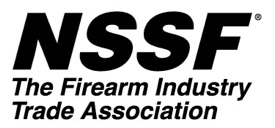 NSSF®
The Firearm Industry
Trade Association